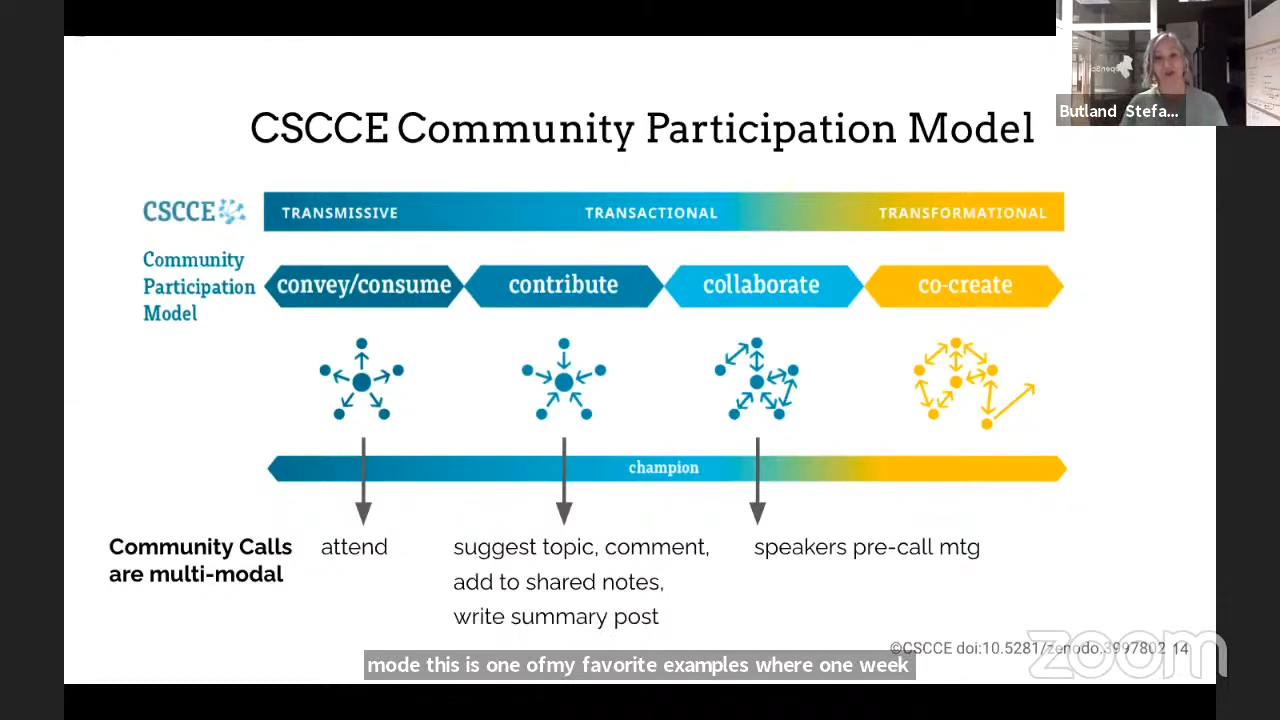 Butland Stefa...
CSCCE Community Participation Model
CSCCE
TRANSMISSIVE TRANSACTIONAL TRANSFORMATIONAL
Community
Participation
Model
convey/consume contribute collaborate co-create
champion
Community Calls
are multi-modal
attend
suggest topic, comment,
add to shared notes,
write summary post
speakers pre-call mtg
©CSCCE doi:10.5281/zenodo.3997802 14
zoom
mode this is one ofmy favorite examples where one week